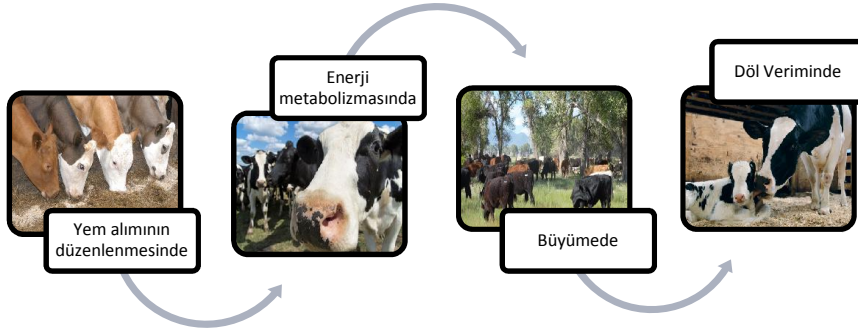 Yem alımının
düzenlenmesinde
Enerji
metabolizmasında
Büyümede
Döl Veriminde